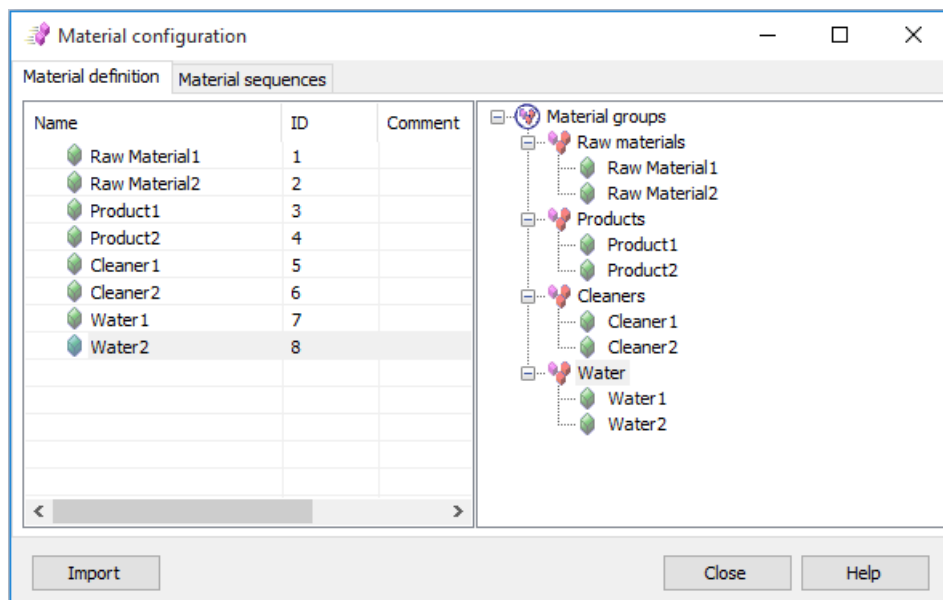 Material configuration
Material definition Material sequences
Name ID Comment
Raw Material1 1
Raw Material2 2
Product1 3
Product2 4
Cleaner1 5
Cleaner2 6
Water1 7
Water2 8
Material groups
Raw materials
Raw Material1
Raw Material2
Products
Product1
Product2
Cleaners
Cleaner1
Cleaner2
Water
Water1
Water2
Import Close Help